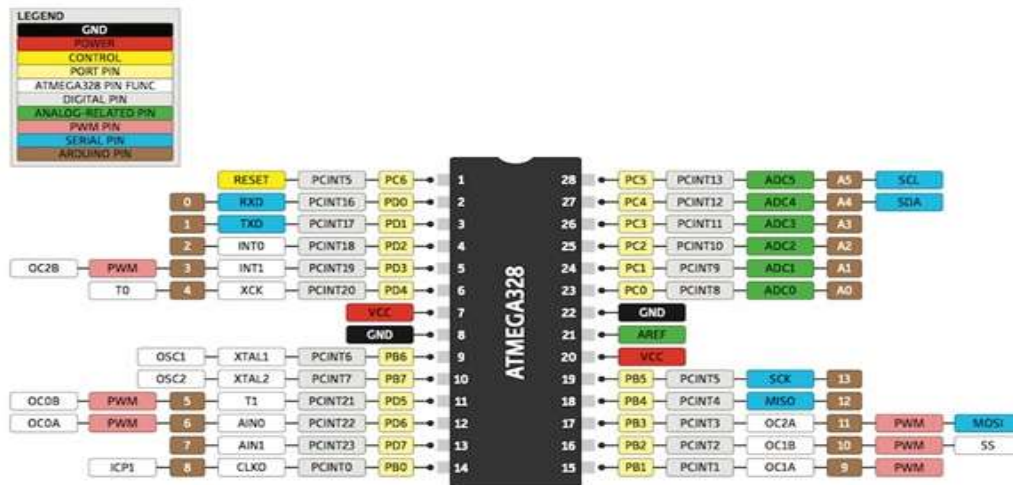 LEGEND
GND
POWER
CONTROL
PORT PIN
ATMEGA328 PIN FUNC
DIGITAL PIN
ANALOG-RELATED PIN
PWM PIN
SERIAL PIN
ARDUINO PIN
ATMEGA328
RESET PCINT5 PC6 1 28 PC5 PCINT13 ADC5 A5 SCL
0 RXD PCINT16 PD0 2 27 PC4 PCINT12 ADC4 A4 SDA
1 TXD PCINT17 PD1 3 26 PC3 PCINT11 ADC3 A3
2 INT0 PCINT18 PD2 4 25 PC2 PCINT10 ADC2 A2
OC2B PWM 3 INT1 PCINT19 PD3 5 24 PC1 PCINT9 ADC1 A1
T0 4 XCK PCINT20 PD4 6 23 PC0 PCINT8 ADC0 A0
VCC 7 22 GND
GND 8 21 AREF
OSC1 XTAL1 PCINT6 PB6 9 20 VCC
OSC2 XTAL2 PCINT7 PB7 10 19 PB5 PCINT5 SCK 13
OC0B PWM 5 T1 PCINT21 PD5 11 18 PB4 PCINT4 MISO 12
OC0A PWM 6 AIN0 PCINT22 PD6 12 17 PB3 PCINT3 OC2A 11 PWM MOSI
7 AIN1 PCINT23 PD7 13 16 PB2 PCINT2 OC1B 10 PWM SS
ICP1 8 CLKO PCINT0 PB0 14 15 PB1 PCINT1 OC1A 9 PWM